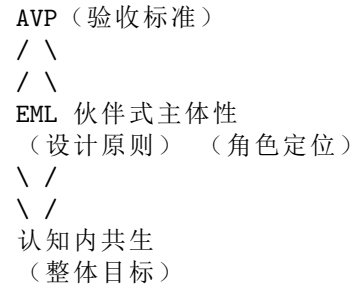 AVP（验收标准）
/ \
/ \
EML 伙伴式主体性
（设计原则） （角色定位）
\ /
\ /
认知内共生
（整体目标）